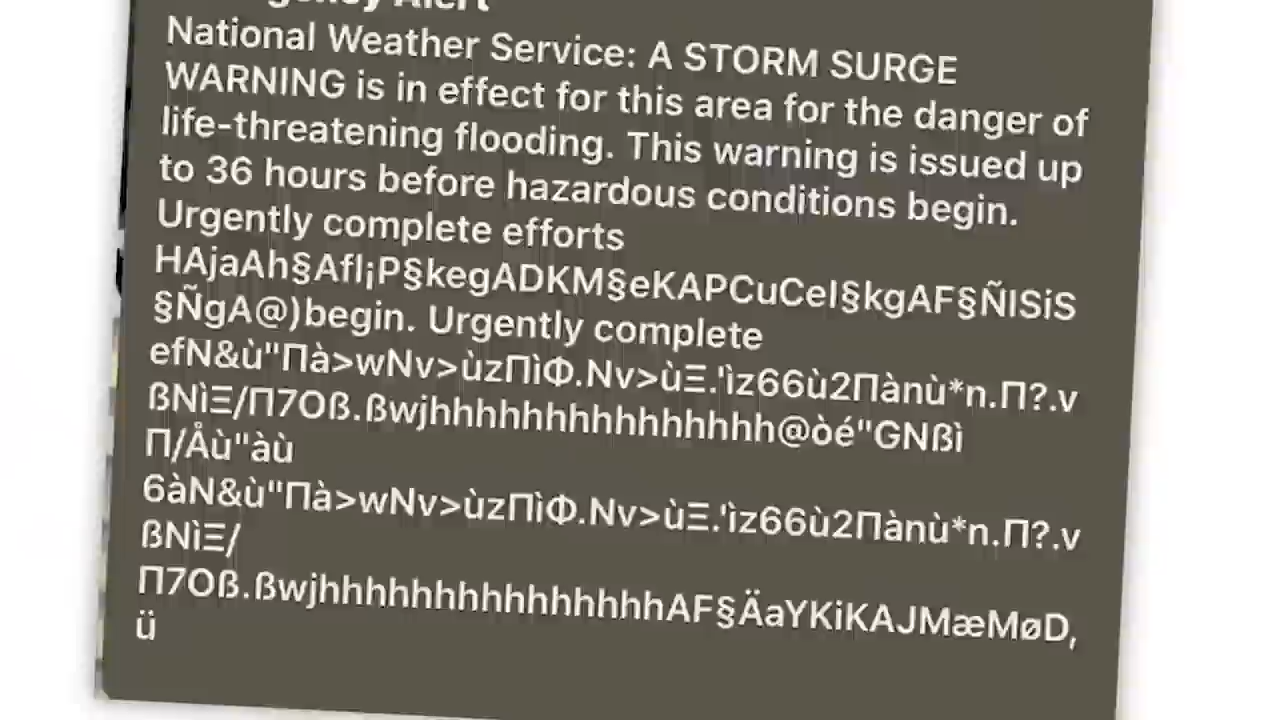 Alert
National Weather Service: A STORM SURGE
WARNING is in effect for this area for the danger of
life-threatening flooding. This warning is issued up
to 36 hours before hazardous conditions begin.
Urgently complete efforts
HAjaAh§Afl¡P§kegADKM§eKAPCuCel§kgAF§ÑISiS
§ÑgA@)begin. Urgently complete
efN&ù"Πà>wNv>ùzΠìΦ.Nv>ùΞ.'ìz66ù2Πànù*n.Π?.v
ßNìΞ/Π7Oß.ßwjhhhhhhhhhhhhhhhh@òé"GNßì
Π/Åù"àù
6àN&ù"Πà>wNv>ùzΠìΦ.Nv>ùΞ.'ìz66ù2Πànù*n.Π?.v
ßNìΞ/
Π7Oß.ßwjhhhhhhhhhhhhhhhhAF§ÄaYKiKAJMæMøD,
ü